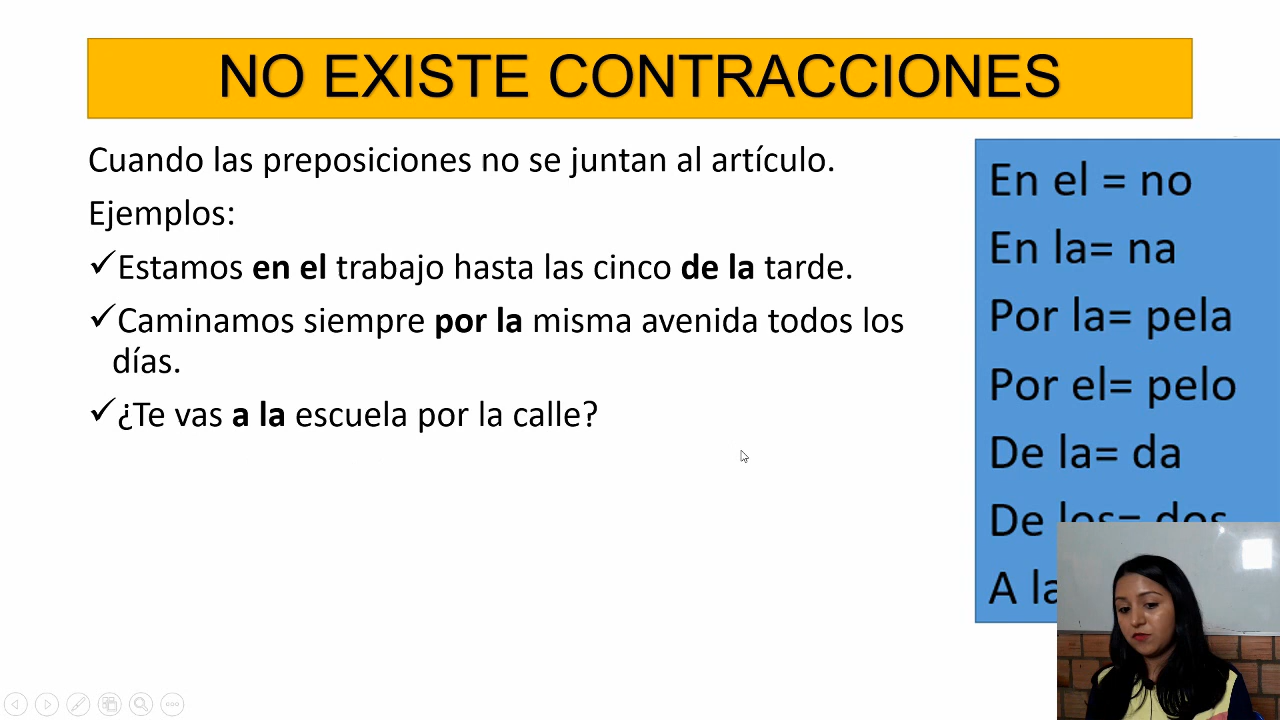 NO EXISTE CONTRACCIONES
Cuando las preposiciones no se juntan al artículo.
Ejemplos:
✓Estamos en el trabajo hasta las cinco de la tarde.
✓Caminamos siempre por la misma avenida todos los
días.
✓¿Te vas a la escuela por la calle?
En el = no
En la= na
Por la= pela
Por el= pelo
De la= da
De los= dos
A la